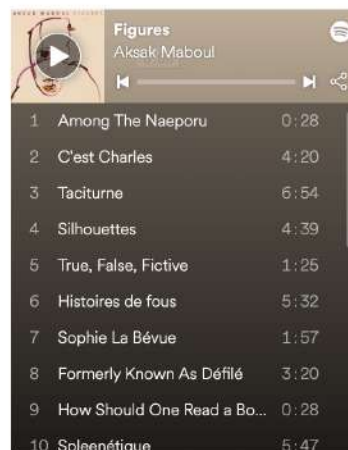 Figures
Aksak Maboul
1 Among The Naeporu 0:28
2 C'est Charles 4:20
3 Taciturne 6:54
4 Silhouettes 4:39
5 True, False, Fictive 1:25
6 Histoires de fous 5:32
7 Sophie La Bévue 1:57
8 Formerly Known As Défilé 3:20
9 How Should One Read a Bo... 0:28
10 Spleenétique 5:47